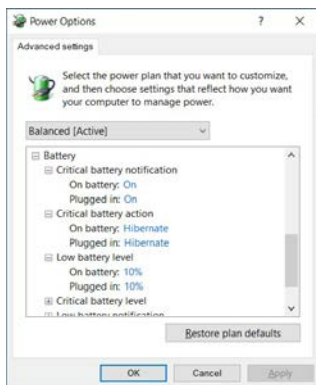 Power Options
Advanced settings
Select the power plan that you want to customize,
and then choose settings that reflect how you want
your computer to manage power.
Balanced [Active]
Battery
Critical battery notification
On battery: On
Plugged in: On
Critical battery action
On battery: Hibernate
Plugged in: Hibernate
Low battery level
On battery: 10%
Plugged in: 10%
Critical battery level
Low battery notification
Restore plan defaults
OK Cancel Apply